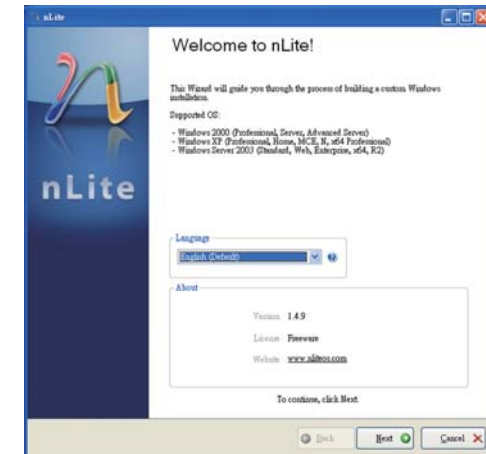 nLite
Welcome to nLite!
This Wizard will guide you through the process of building a custom Windows
installation.
Supported OS:
- Windows 2000 (Professional, Server, Advanced Server)
- Windows XP (Professional, Home, MCE, N, x64 Professional)
- Windows Server 2003 (Standard, Web, Enterprise, x64, R2)
nLite
Language
English (Default)
About
Version 1.4.9
License Freeware
Website www.nliteos.com
To continue, click Next.
Back Next Cancel